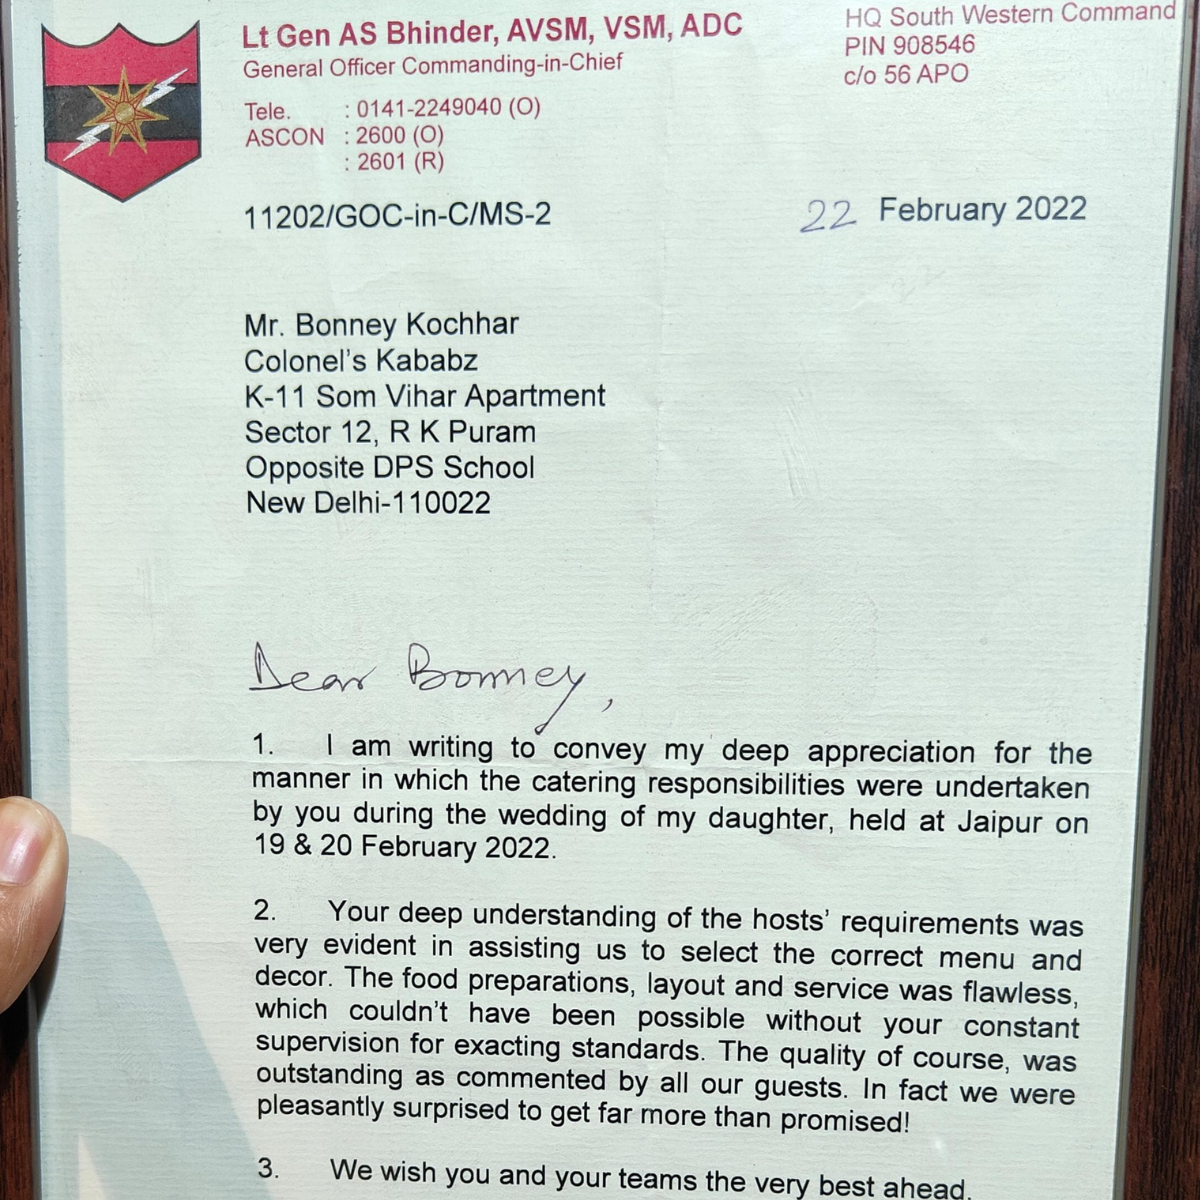 Lt Gen AS Bhinder, AVSM, VSM, ADC
General Officer Commanding-in-Chief
Tele. : 0141-2249040 (O)
ASCON : 2600 (O)
: 2601 (R)
HQ South Western Command
PIN 908546
c/o 56 APO
11202/GOC-in-C/MS-2
22 February 2022
Mr. Bonney Kochhar
Colonel's Kababz
K-11 Som Vihar Apartment
Sector 12, R K Puram
Opposite DPS School
New Delhi-110022
Dear Bonney,
1. I am writing to convey my deep appreciation for the
manner in which the catering responsibilities were undertaken
by you during the wedding of my daughter, held at Jaipur on
19 & 20 February 2022.
2. Your deep understanding of the hosts' requirements was
very evident in assisting us to select the correct menu and
decor. The food preparations, layout and service was flawless,
which couldn't have been possible without your constant
supervision for exacting standards. The quality of course, was
outstanding as commented by all our guests. In fact we were
pleasantly surprised to get far more than promised!
3. We wish you and your teams the very best ahead.